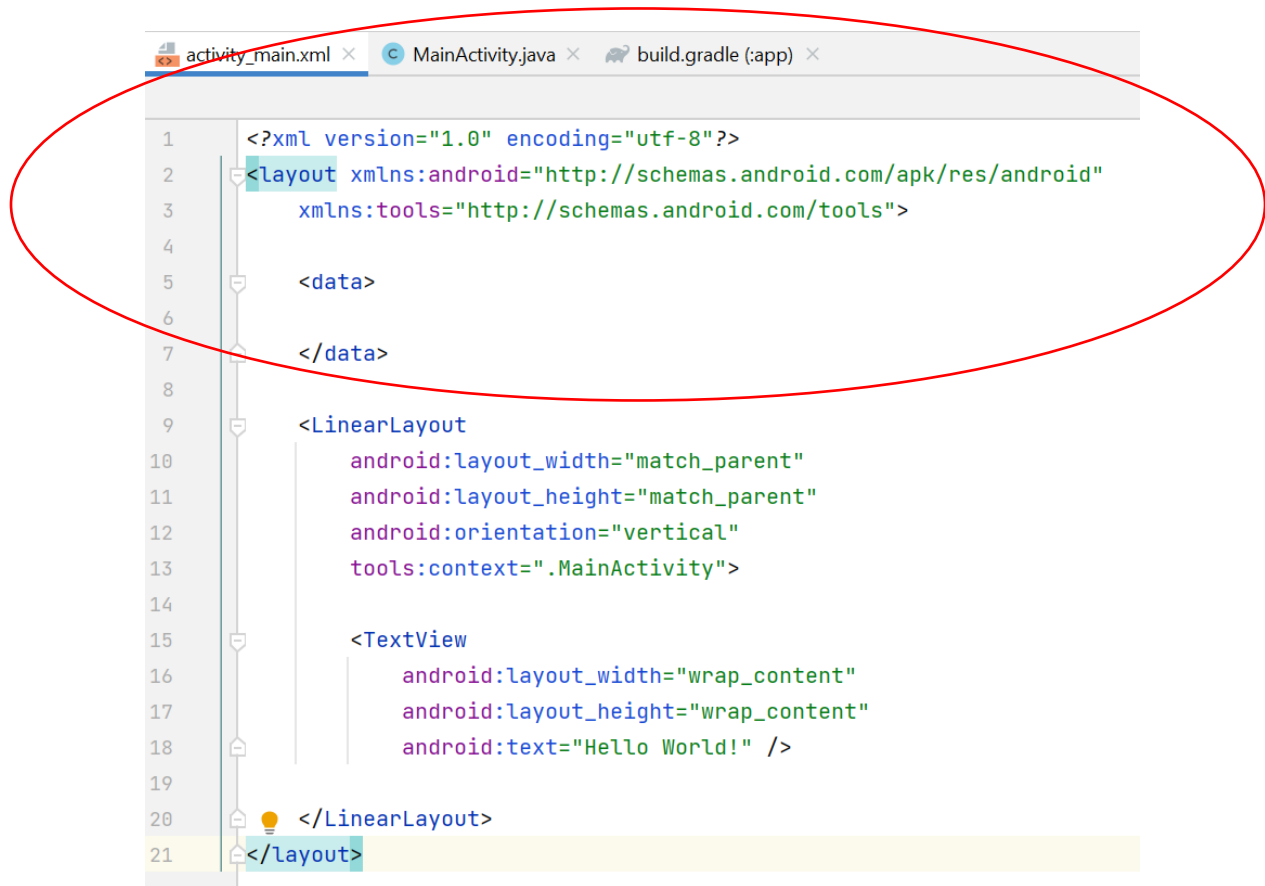 activity_main.xml MainActivity.java build.gradle (:app)
1 <?xml version="1.0" encoding="utf-8"?>
2 <layout xmlns:android="http://schemas.android.com/apk/res/android"
3     xmlns:tools="http://schemas.android.com/tools">
4
5     <data>
6
7     </data>
8
9     <LinearLayout
10         android:layout_width="match_parent"
11         android:layout_height="match_parent"
12         android:orientation="vertical"
13         tools:context=".MainActivity">
14
15         <TextView
16             android:layout_width="wrap_content"
17             android:layout_height="wrap_content"
18             android:text="Hello World!" />
19
20     </LinearLayout>
21 </layout>